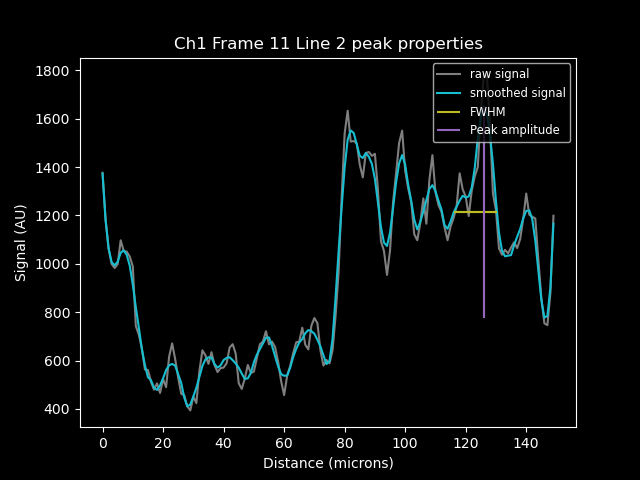 Ch1 Frame 11 Line 2 peak properties
raw signal
smoothed signal
FWHM
Peak amplitude
Signal (AU)
1800
1600
1400
1200
1000
800
600
400
0 20 40 60 80 100 120 140
Distance (microns)